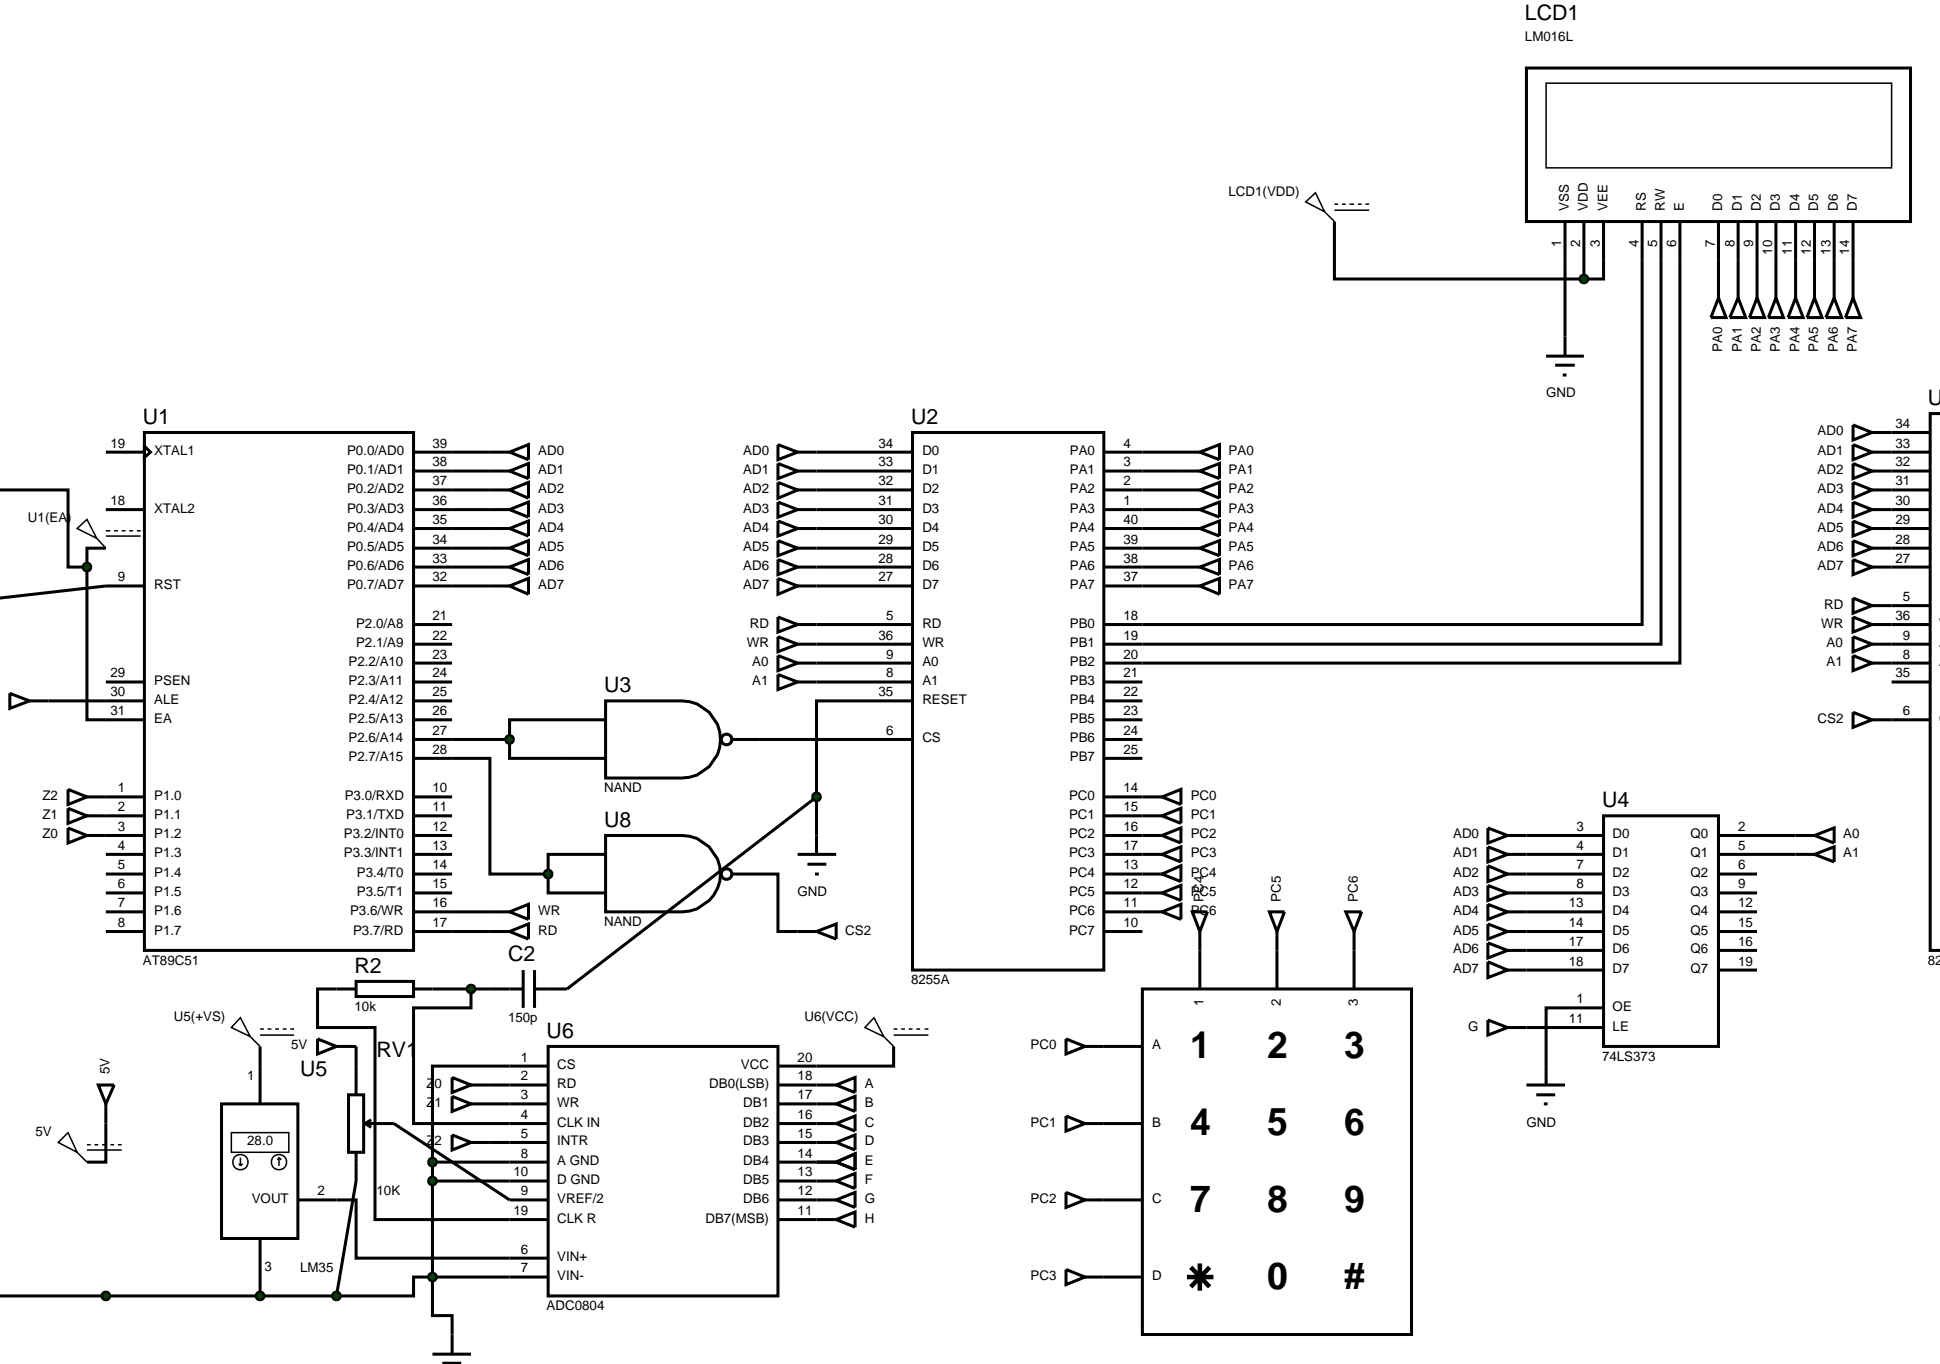 LCD1
LM016L
VSS
VDD
VEE
RS
RW
E
D0
D1
D2
D3
D4
D5
D6
D7
1
2
3
4
5
6
7
8
9
10
11
12
13
14
PA0
PA1
PA2
PA3
PA4
PA5
PA6
PA7
GND
LCD1(VDD)
U1
19 XTAL1
18 XTAL2
U1(EA)
9 RST
29 PSEN
30 ALE
31 EA
Z2 1 P1.0
Z1 2 P1.1
Z0 3 P1.2
4 P1.3
5 P1.4
6 P1.5
7 P1.6
8 P1.7
P0.0/AD0 39 AD0
P0.1/AD1 38 AD1
P0.2/AD2 37 AD2
P0.3/AD3 36 AD3
P0.4/AD4 35 AD4
P0.5/AD5 34 AD5
P0.6/AD6 33 AD6
P0.7/AD7 32 AD7
P2.0/A8 21
P2.1/A9 22
P2.2/A10 23
P2.3/A11 24
P2.4/A12 25
P2.5/A13 26
P2.6/A14 27
P2.7/A15 28
P3.0/RXD 10
P3.1/TXD 11
P3.2/INT0 12
P3.3/INT1 13
P3.4/T0 14
P3.5/T1 15
P3.6/WR 16 WR
P3.7/RD 17 RD
AT89C51
U3
NAND
U8
NAND
CS2
GND
U2
AD0 34 D0
AD1 33 D1
AD2 32 D2
AD3 31 D3
AD4 30 D4
AD5 29 D5
AD6 28 D6
AD7 27 D7
RD 5 RD
WR 36 WR
A0 9 A0
A1 8 A1
35 RESET
6 CS
PA0 4 PA0
PA1 3 PA1
PA2 2 PA2
PA3 1 PA3
PA4 40 PA4
PA5 39 PA5
PA6 38 PA6
PA7 37 PA7
PB0 18
PB1 19
PB2 20
PB3 21
PB4 22
PB5 23
PB6 24
PB7 25
PC0 14 PC0
PC1 15 PC1
PC2 16 PC2
PC3 17 PC3
PC4 13 PC4
PC5 12 PC5
PC6 11 PC6
PC7 10
8255A
U
AD0 34
AD1 33
AD2 32
AD3 31
AD4 30
AD5 29
AD6 28
AD7 27
RD 5
WR 36
A0 9
A1 8
35
CS2 6
82
U4
AD0 3 D0
AD1 4 D1
AD2 7 D2
AD3 8 D3
AD4 13 D4
AD5 14 D5
AD6 17 D6
AD7 18 D7
1 OE
G 11 LE
Q0 2 A0
Q1 5 A1
Q2 6
Q3 9
Q4 12
Q5 15
Q6 16
Q7 19
74LS373
GND
R2
10k
C2
150p
U5(+VS)
5V
U5
RV1
10K
1
28.0
VOUT 2
3
LM35
5V
5V
U6
U6(VCC)
1 CS
Z0 2 RD
Z1 3 WR
4 CLK IN
Z2 5 INTR
8 A GND
10 D GND
9 VREF/2
19 CLK R
6 VIN+
7 VIN-
VCC 20
DB0(LSB) 18 A
DB1 17 B
DB2 16 C
DB3 15 D
DB4 14 E
DB5 13 F
DB6 12 G
DB7(MSB) 11 H
ADC0804
PC4
PC5
PC6
1
2
3
PC0 A 1 2 3
PC1 B 4 5 6
PC2 C 7 8 9
PC3 D * 0 #